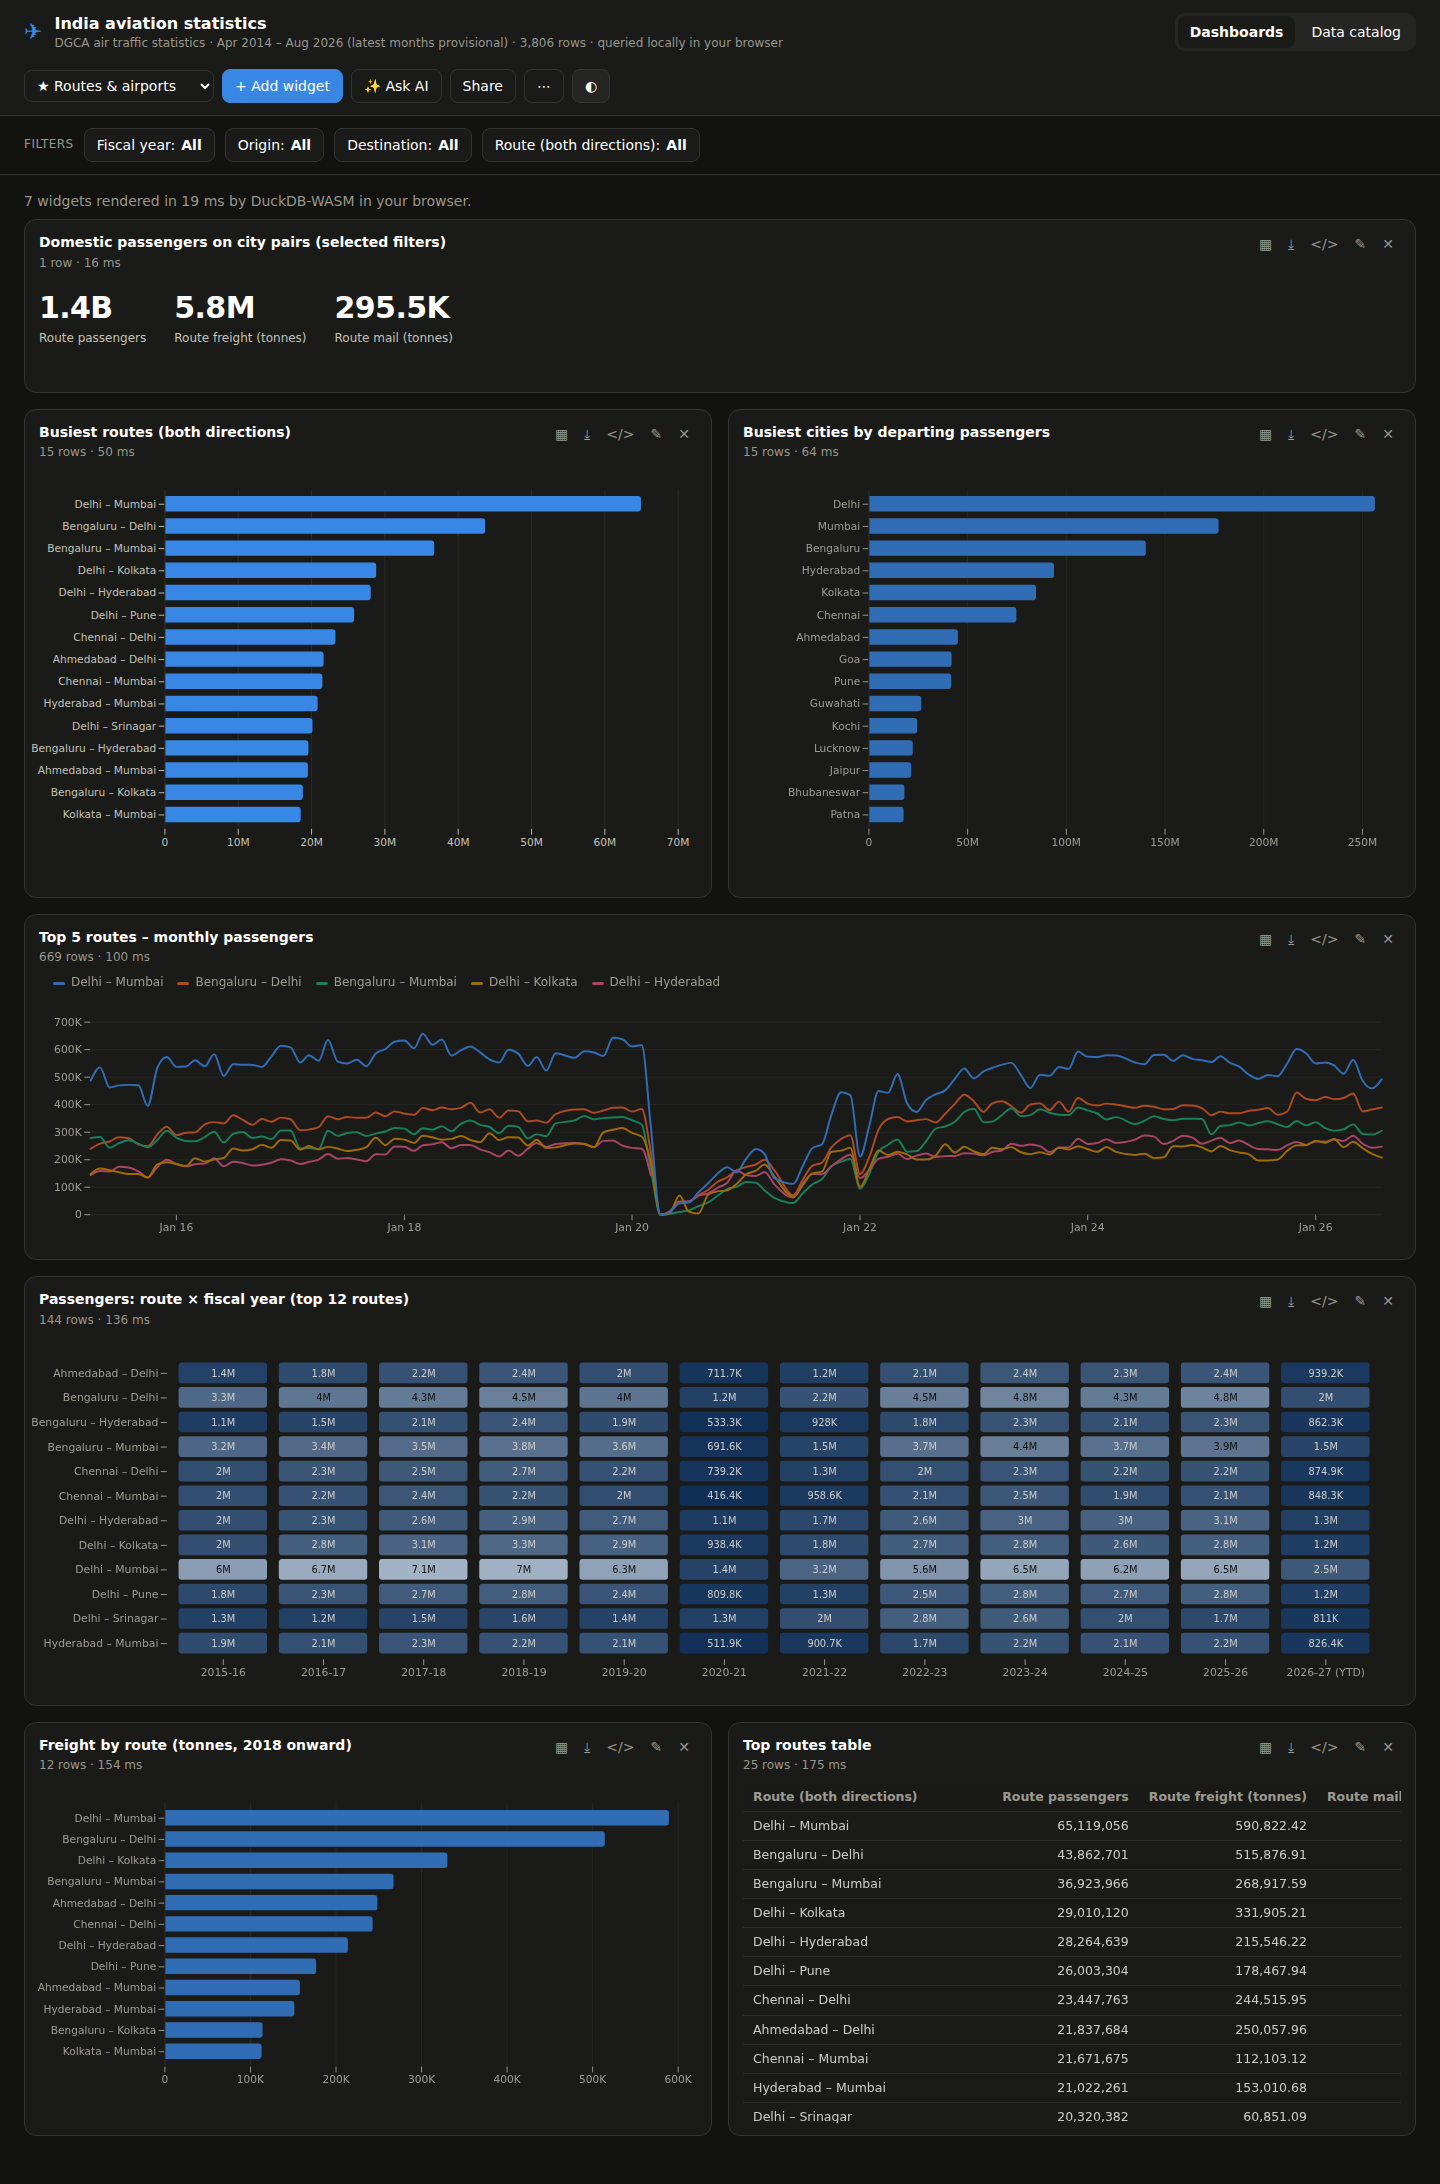 India aviation statistics
DGCA air traffic statistics · Apr 2014 – Aug 2026 (latest months provisional) · 3,806 rows · queried locally in your browser
Dashboards Data catalog
★ Routes & airports + Add widget ✨ Ask AI Share ⋯ ◐
FILTERS Fiscal year: All Origin: All Destination: All Route (both directions): All
7 widgets rendered in 19 ms by DuckDB-WASM in your browser.
Domestic passengers on city pairs (selected filters)
1 row · 16 ms
1.4B 5.8M 295.5K
Route passengers Route freight (tonnes) Route mail (tonnes)
Busiest routes (both directions)
15 rows · 50 ms
Delhi – Mumbai
Bengaluru – Delhi
Bengaluru – Mumbai
Delhi – Kolkata
Delhi – Hyderabad
Delhi – Pune
Chennai – Delhi
Ahmedabad – Delhi
Chennai – Mumbai
Hyderabad – Mumbai
Delhi – Srinagar
Bengaluru – Hyderabad
Ahmedabad – Mumbai
Bengaluru – Kolkata
Kolkata – Mumbai
0 10M 20M 30M 40M 50M 60M 70M
Busiest cities by departing passengers
15 rows · 64 ms
Delhi
Mumbai
Bengaluru
Hyderabad
Kolkata
Chennai
Ahmedabad
Goa
Pune
Guwahati
Kochi
Lucknow
Jaipur
Bhubaneswar
Patna
0 50M 100M 150M 200M 250M
Top 5 routes – monthly passengers
669 rows · 100 ms
Delhi – Mumbai Bengaluru – Delhi Bengaluru – Mumbai Delhi – Kolkata Delhi – Hyderabad
700K
600K
500K
400K
300K
200K
100K
0
Jan 16 Jan 18 Jan 20 Jan 22 Jan 24 Jan 26
Passengers: route × fiscal year (top 12 routes)
144 rows · 136 ms
Ahmedabad – Delhi 1.4M 1.8M 2.2M 2.4M 2M 711.7K 1.2M 2.1M 2.4M 2.3M 2.4M 939.2K
Bengaluru – Delhi 3.3M 4M 4.3M 4.5M 4M 1.2M 2.2M 4.5M 4.8M 4.3M 4.8M 2M
Bengaluru – Hyderabad 1.1M 1.5M 2.1M 2.4M 1.9M 533.3K 928K 1.8M 2.3M 2.1M 2.3M 862.3K
Bengaluru – Mumbai 3.2M 3.4M 3.5M 3.8M 3.6M 691.6K 1.5M 3.7M 4.4M 3.7M 3.9M 1.5M
Chennai – Delhi 2M 2.3M 2.5M 2.7M 2.2M 739.2K 1.3M 2M 2.3M 2.2M 2.2M 874.9K
Chennai – Mumbai 2M 2.2M 2.4M 2.2M 2M 416.4K 958.6K 2.1M 2.5M 1.9M 2.1M 848.3K
Delhi – Hyderabad 2M 2.3M 2.6M 2.9M 2.7M 1.1M 1.7M 2.6M 3M 3M 3.1M 1.3M
Delhi – Kolkata 2M 2.8M 3.1M 3.3M 2.9M 938.4K 1.8M 2.7M 2.8M 2.6M 2.8M 1.2M
Delhi – Mumbai 6M 6.7M 7.1M 7M 6.3M 1.4M 3.2M 5.6M 6.5M 6.2M 6.5M 2.5M
Delhi – Pune 1.8M 2.3M 2.7M 2.8M 2.4M 809.8K 1.3M 2.5M 2.8M 2.7M 2.8M 1.2M
Delhi – Srinagar 1.3M 1.2M 1.5M 1.6M 1.4M 1.3M 2M 2.8M 2.6M 2M 1.7M 811K
Hyderabad – Mumbai 1.9M 2.1M 2.3M 2.2M 2.1M 511.9K 900.7K 1.7M 2.2M 2.1M 2.2M 826.4K
2015-16 2016-17 2017-18 2018-19 2019-20 2020-21 2021-22 2022-23 2023-24 2024-25 2025-26 2026-27 (YTD)
Freight by route (tonnes, 2018 onward)
12 rows · 154 ms
Delhi – Mumbai
Bengaluru – Delhi
Delhi – Kolkata
Bengaluru – Mumbai
Ahmedabad – Delhi
Chennai – Delhi
Delhi – Hyderabad
Delhi – Pune
Ahmedabad – Mumbai
Hyderabad – Mumbai
Bengaluru – Kolkata
Kolkata – Mumbai
0 100K 200K 300K 400K 500K 600K
Top routes table
25 rows · 175 ms
Route (both directions) Route passengers Route freight (tonnes) Route mail
Delhi – Mumbai 65,119,056 590,822.42
Bengaluru – Delhi 43,862,701 515,876.91
Bengaluru – Mumbai 36,923,966 268,917.59
Delhi – Kolkata 29,010,120 331,905.21
Delhi – Hyderabad 28,264,639 215,546.22
Delhi – Pune 26,003,304 178,467.94
Chennai – Delhi 23,447,763 244,515.95
Ahmedabad – Delhi 21,837,684 250,057.96
Chennai – Mumbai 21,671,675 112,103.12
Hyderabad – Mumbai 21,022,261 153,010.68
Delhi – Srinagar 20,320,382 60,851.09